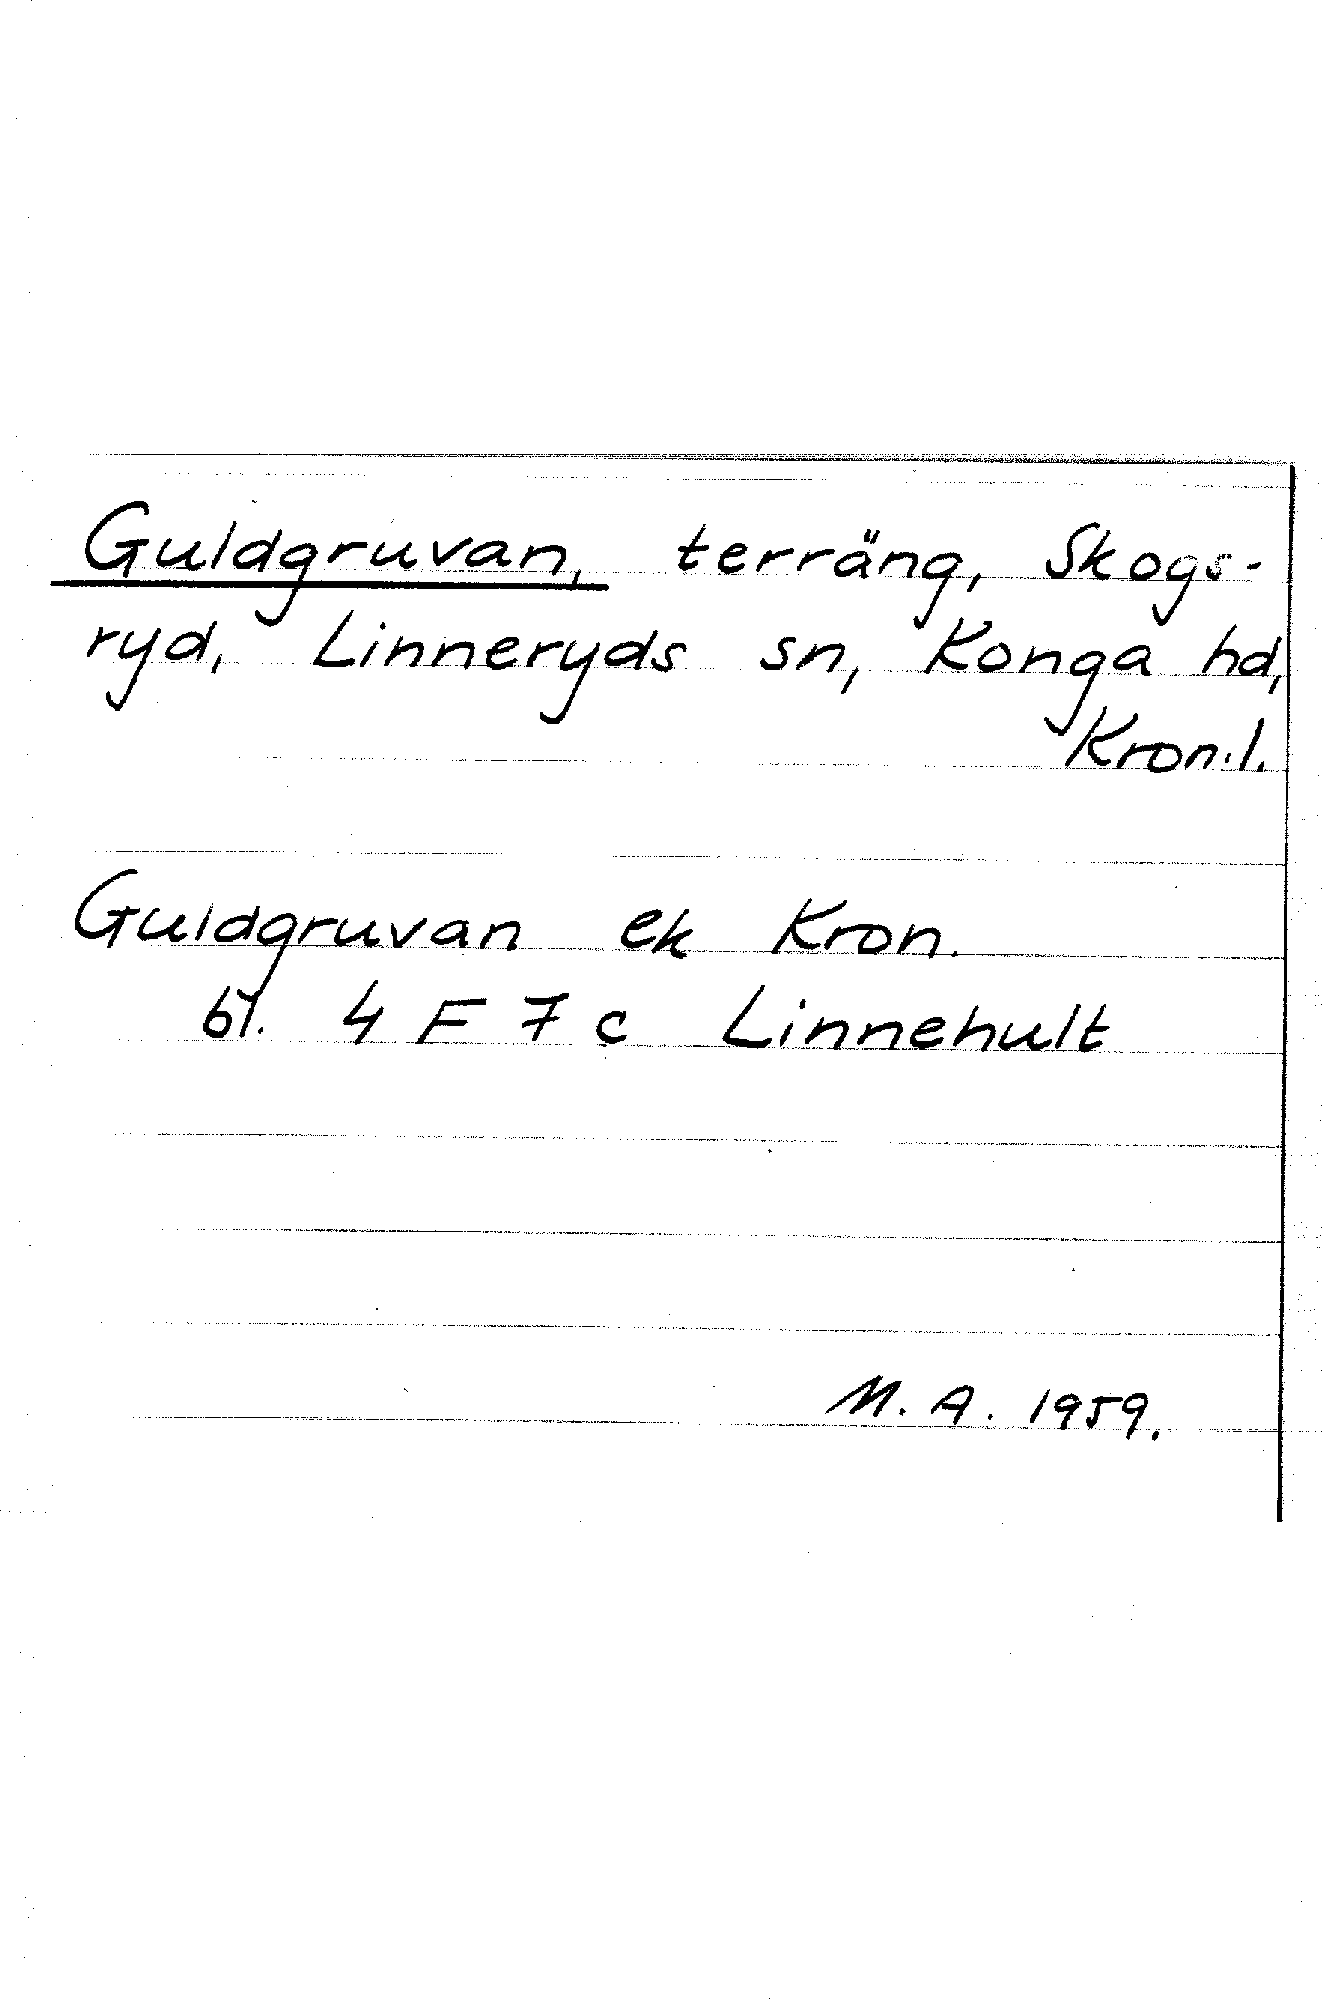 Guldgruvan, terräng, Skogs-
ryd, Linneryds sn, Konga hd,
Kron.l.
Guldgruvan ek Kron.
bl. 4 F 7 c Linnehult
M. A. 1959.